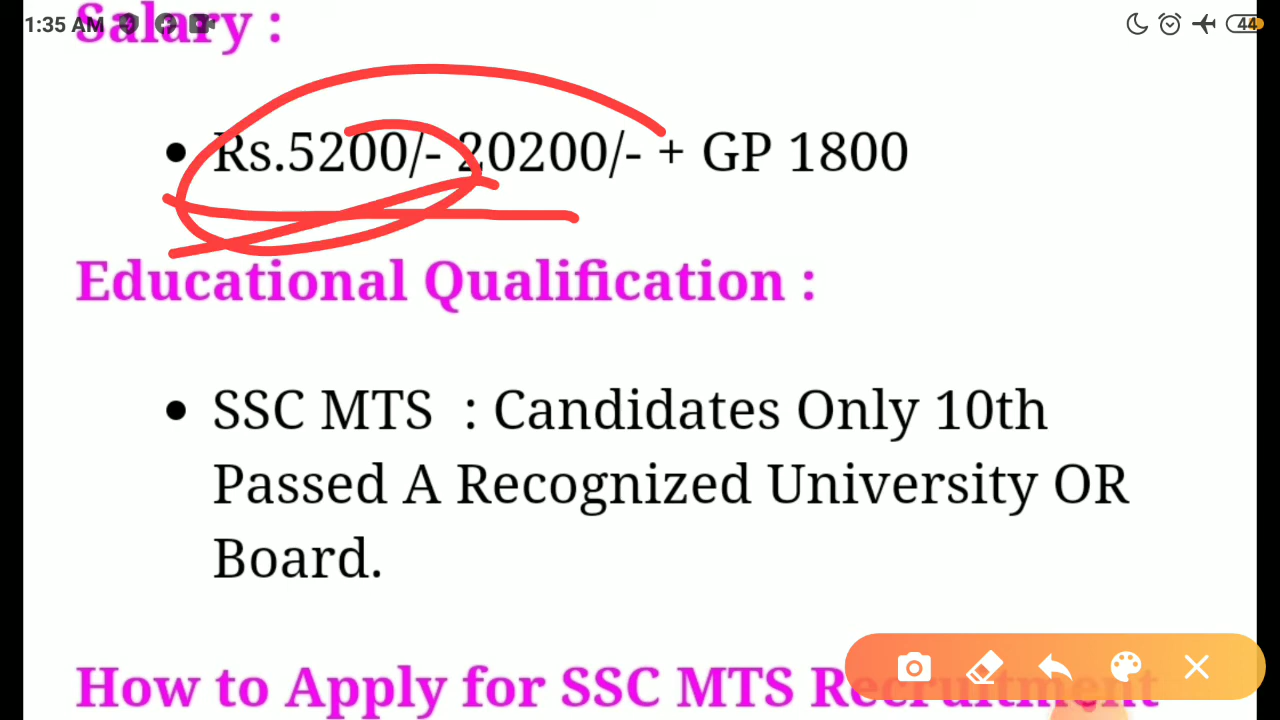 1:35 AM
44
Salary :
Rs.5200/- 20200/- + GP 1800
Educational Qualification :
SSC MTS : Candidates Only 10th
Passed A Recognized University OR
Board.
How to Apply for SSC MTS Recruitment